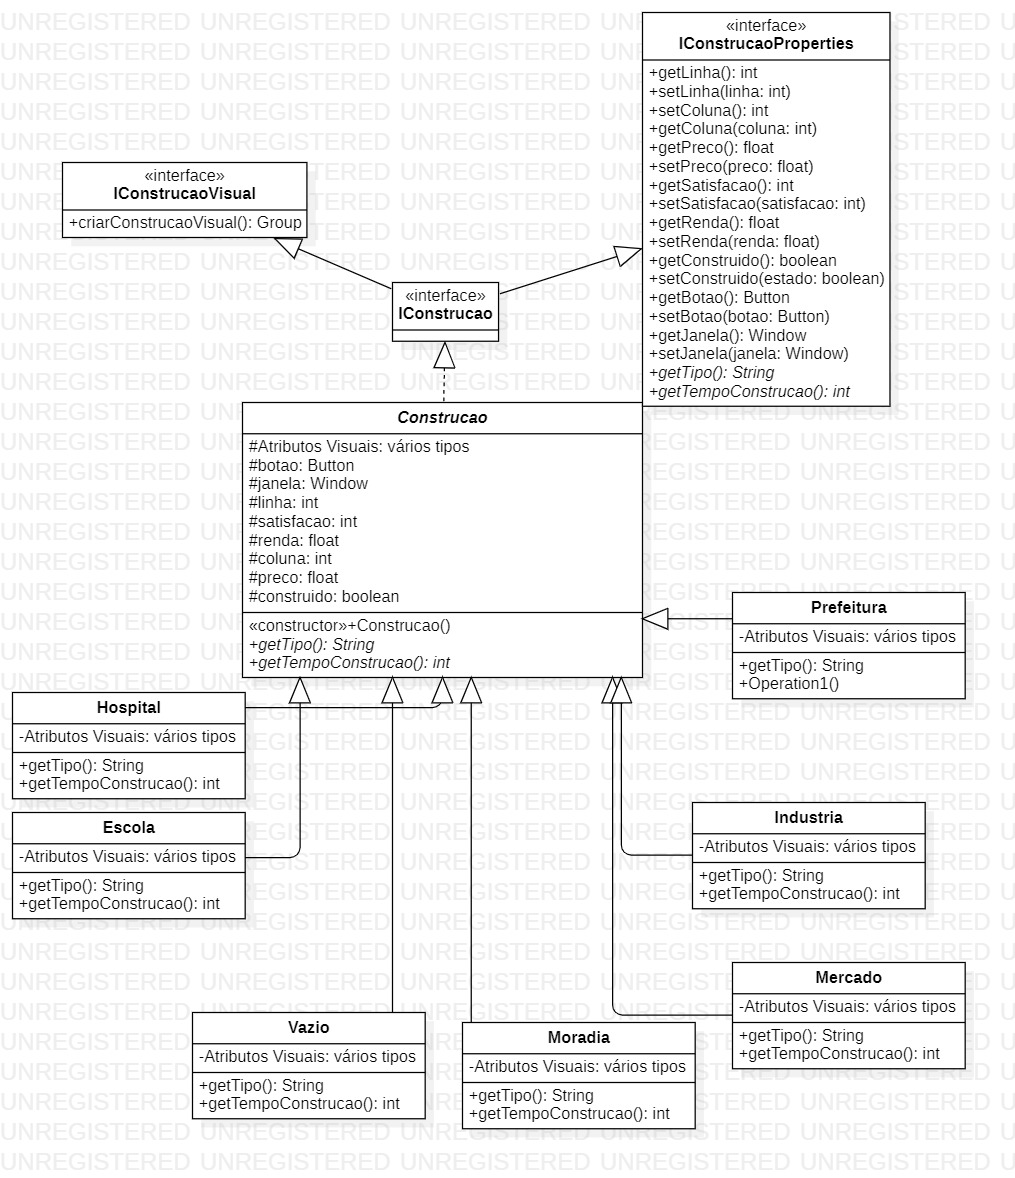 «interface»
IConstrucaoProperties
+getLinha(): int
+setLinha(linha: int)
+setColuna(): int
+getColuna(coluna: int)
+getPreco(): float
+setPreco(preco: float)
+getSatisfacao(): int
+setSatisfacao(satisfacao: int)
+getRenda(): float
+setRenda(renda: float)
+getConstruido(): boolean
+setConstruido(estado: boolean)
+getBotao(): Button
+setBotao(botao: Button)
+getJanela(): Window
+setJanela(janela: Window)
+getTipo(): String
+getTempoConstrucao(): int
«interface»
IConstrucaoVisual
+criarConstrucaoVisual(): Group
«interface»
IConstrucao
Construcao
#Atributos Visuais: vários tipos
#botao: Button
#janela: Window
#linha: int
#satisfacao: int
#renda: float
#coluna: int
#preco: float
#construido: boolean
«constructor»+Construcao()
+getTipo(): String
+getTempoConstrucao(): int
Prefeitura
-Atributos Visuais: vários tipos
+getTipo(): String
+Operation1()
Hospital
-Atributos Visuais: vários tipos
+getTipo(): String
+getTempoConstrucao(): int
Escola
-Atributos Visuais: vários tipos
+getTipo(): String
+getTempoConstrucao(): int
Industria
-Atributos Visuais: vários tipos
+getTipo(): String
+getTempoConstrucao(): int
Mercado
-Atributos Visuais: vários tipos
+getTipo(): String
+getTempoConstrucao(): int
Vazio
-Atributos Visuais: vários tipos
+getTipo(): String
+getTempoConstrucao(): int
Moradia
-Atributos Visuais: vários tipos
+getTipo(): String
+getTempoConstrucao(): int
UNREGISTERED